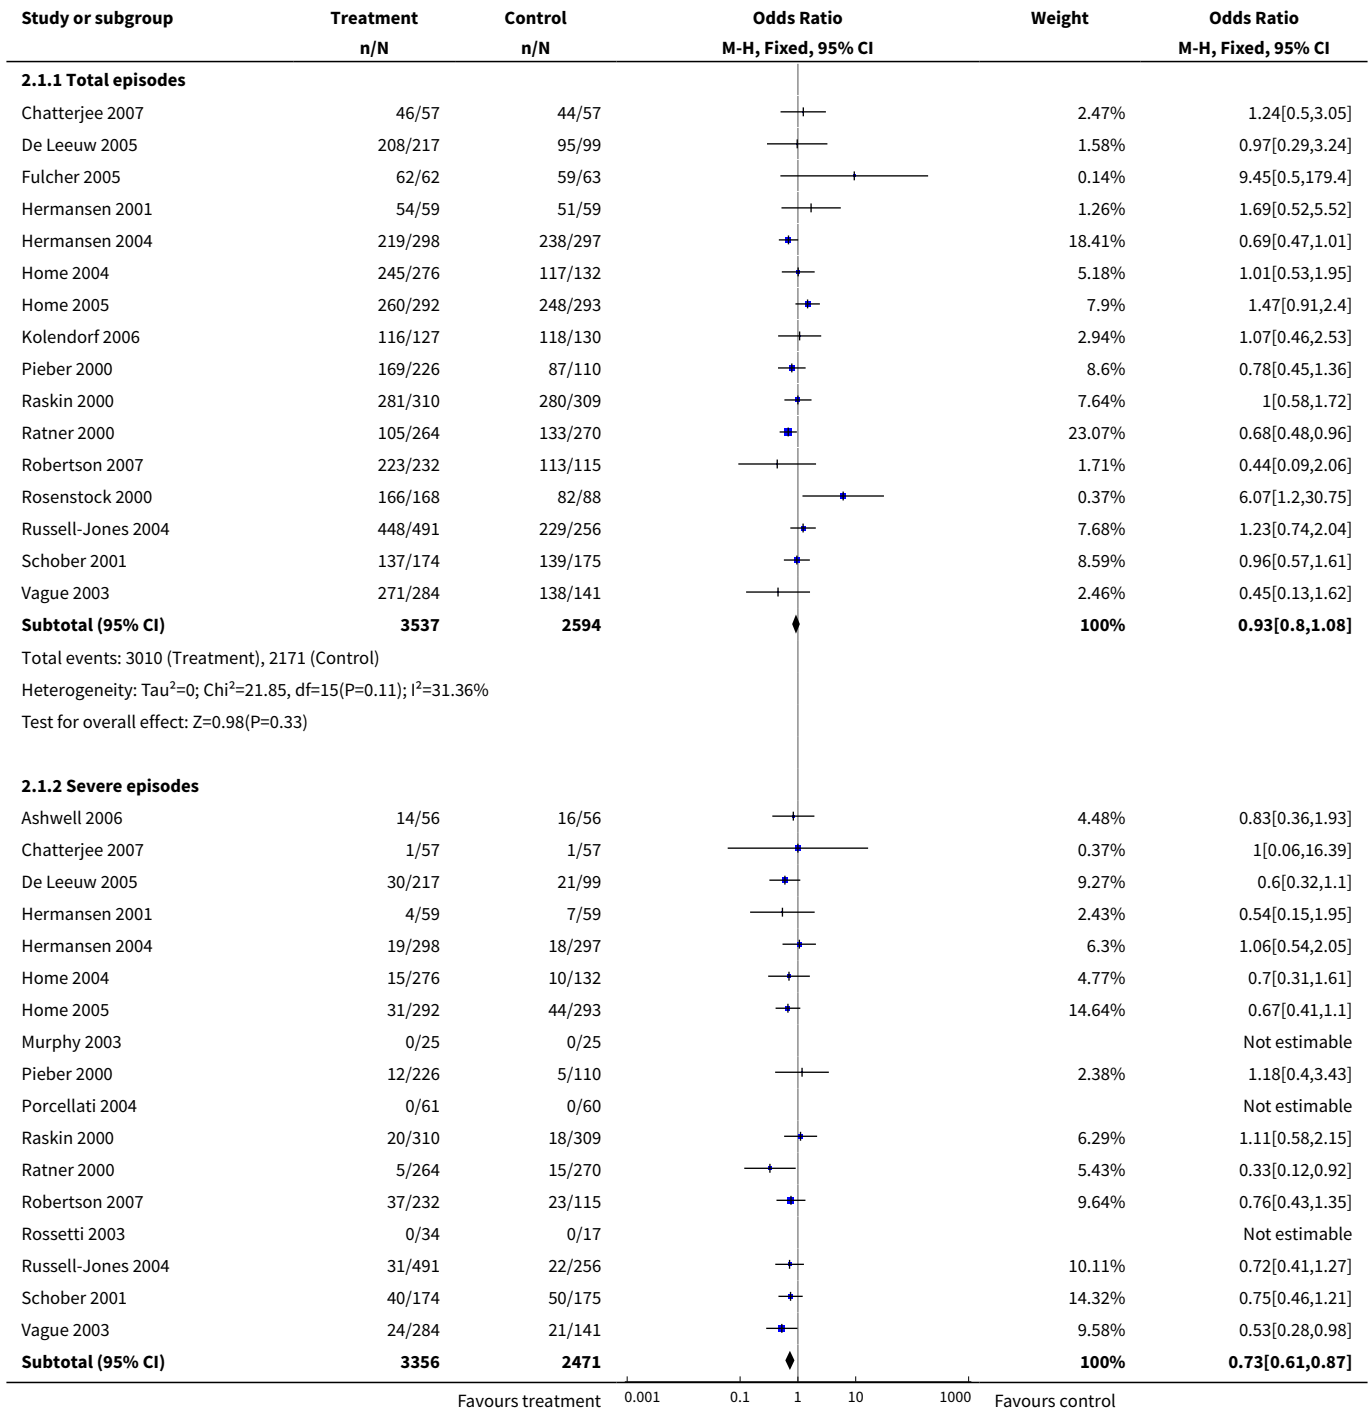 Study or subgroup Treatment Control Odds Ratio Weight Odds Ratio
n/N n/N M-H, Fixed, 95% CI M-H, Fixed, 95% CI
2.1.1 Total episodes
Chatterjee 2007 46/57 44/57 2.47% 1.24[0.5,3.05]
De Leeuw 2005 208/217 95/99 1.58% 0.97[0.29,3.24]
Fulcher 2005 62/62 59/63 0.14% 9.45[0.5,179.4]
Hermansen 2001 54/59 51/59 1.26% 1.69[0.52,5.52]
Hermansen 2004 219/298 238/297 18.41% 0.69[0.47,1.01]
Home 2004 245/276 117/132 5.18% 1.01[0.53,1.95]
Home 2005 260/292 248/293 7.9% 1.47[0.91,2.4]
Kolendorf 2006 116/127 118/130 2.94% 1.07[0.46,2.53]
Pieber 2000 169/226 87/110 8.6% 0.78[0.45,1.36]
Raskin 2000 281/310 280/309 7.64% 1[0.58,1.72]
Ratner 2000 105/264 133/270 23.07% 0.68[0.48,0.96]
Robertson 2007 223/232 113/115 1.71% 0.44[0.09,2.06]
Rosenstock 2000 166/168 82/88 0.37% 6.07[1.2,30.75]
Russell-Jones 2004 448/491 229/256 7.68% 1.23[0.74,2.04]
Schober 2001 137/174 139/175 8.59% 0.96[0.57,1.61]
Vague 2003 271/284 138/141 2.46% 0.45[0.13,1.62]
Subtotal (95% CI) 3537 2594 100% 0.93[0.8,1.08]
Total events: 3010 (Treatment), 2171 (Control)
Heterogeneity: Tau²=0; Chi²=21.85, df=15(P=0.11); I²=31.36%
Test for overall effect: Z=0.98(P=0.33)
2.1.2 Severe episodes
Ashwell 2006 14/56 16/56 4.48% 0.83[0.36,1.93]
Chatterjee 2007 1/57 1/57 0.37% 1[0.06,16.39]
De Leeuw 2005 30/217 21/99 9.27% 0.6[0.32,1.1]
Hermansen 2001 4/59 7/59 2.43% 0.54[0.15,1.95]
Hermansen 2004 19/298 18/297 6.3% 1.06[0.54,2.05]
Home 2004 15/276 10/132 4.77% 0.7[0.31,1.61]
Home 2005 31/292 44/293 14.64% 0.67[0.41,1.1]
Murphy 2003 0/25 0/25 Not estimable
Pieber 2000 12/226 5/110 2.38% 1.18[0.4,3.43]
Porcellati 2004 0/61 0/60 Not estimable
Raskin 2000 20/310 18/309 6.29% 1.11[0.58,2.15]
Ratner 2000 5/264 15/270 5.43% 0.33[0.12,0.92]
Robertson 2007 37/232 23/115 9.64% 0.76[0.43,1.35]
Rossetti 2003 0/34 0/17 Not estimable
Russell-Jones 2004 31/491 22/256 10.11% 0.72[0.41,1.27]
Schober 2001 40/174 50/175 14.32% 0.75[0.46,1.21]
Vague 2003 24/284 21/141 9.58% 0.53[0.28,0.98]
Subtotal (95% CI) 3356 2471 100% 0.73[0.61,0.87]
Favours treatment 0.001 0.1 1 10 1000 Favours control